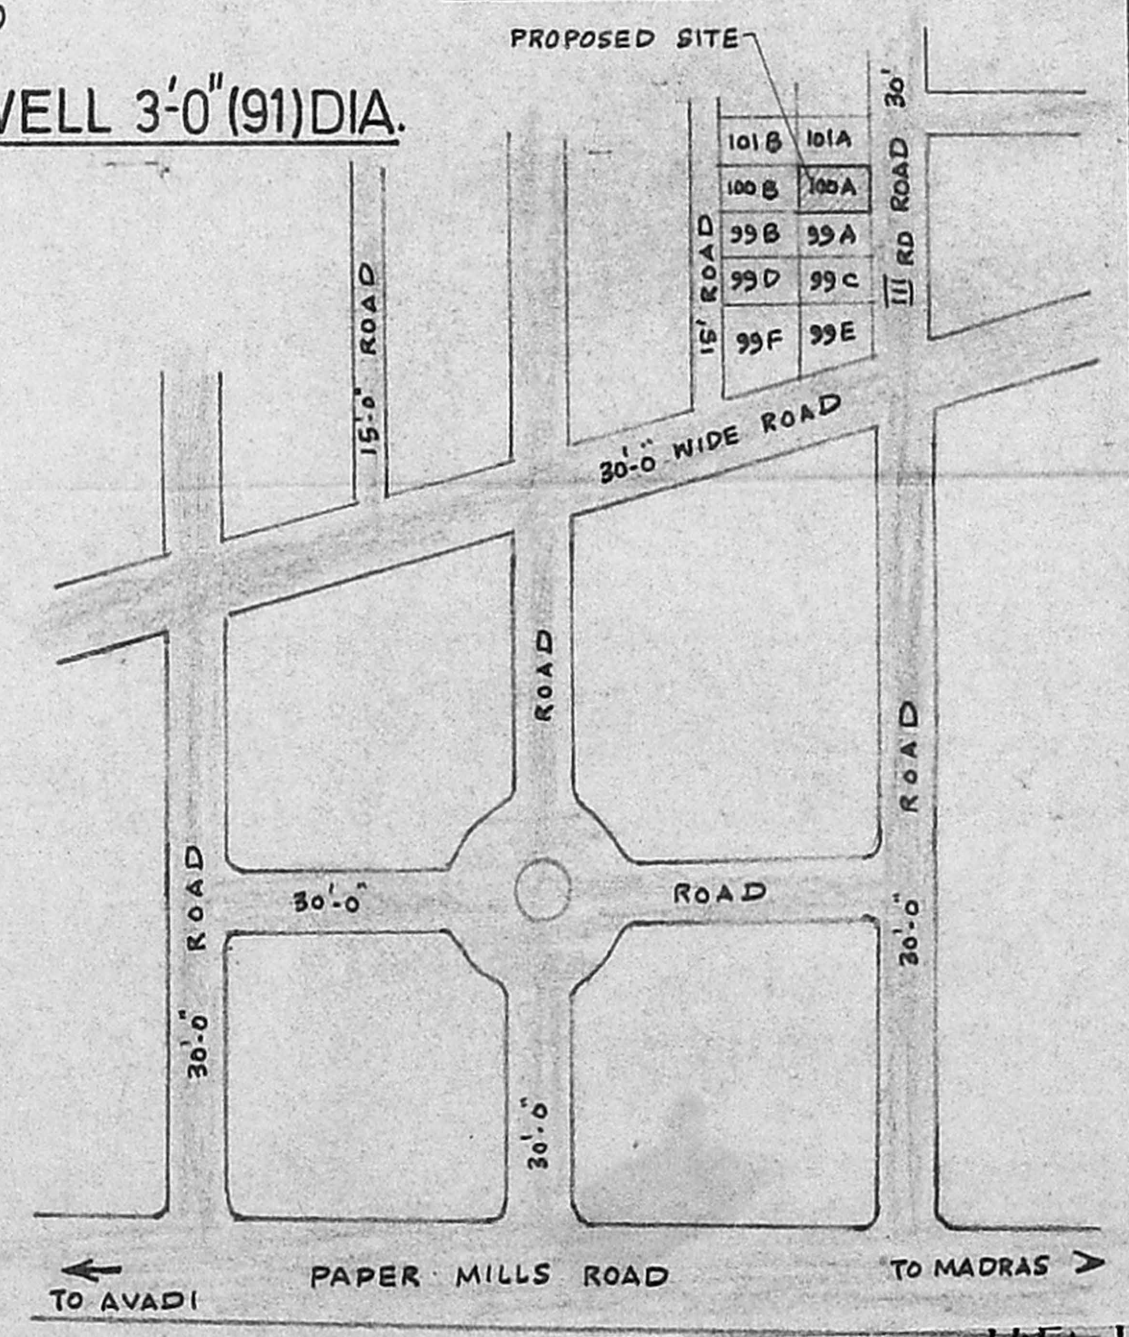 PROPOSED SITE
WELL 3'-0"(91)DIA.
30'
101B 101A
100B 100A
99B 99A
99D 99C
99F 99E
III RD ROAD
15' ROAD
15'-0" ROAD
30'-0" WIDE ROAD
ROAD
ROAD
ROAD
30'-0"
ROAD
30'-0"
30'-0"
30'-0"
TO AVADI
PAPER MILLS ROAD
TO MADRAS